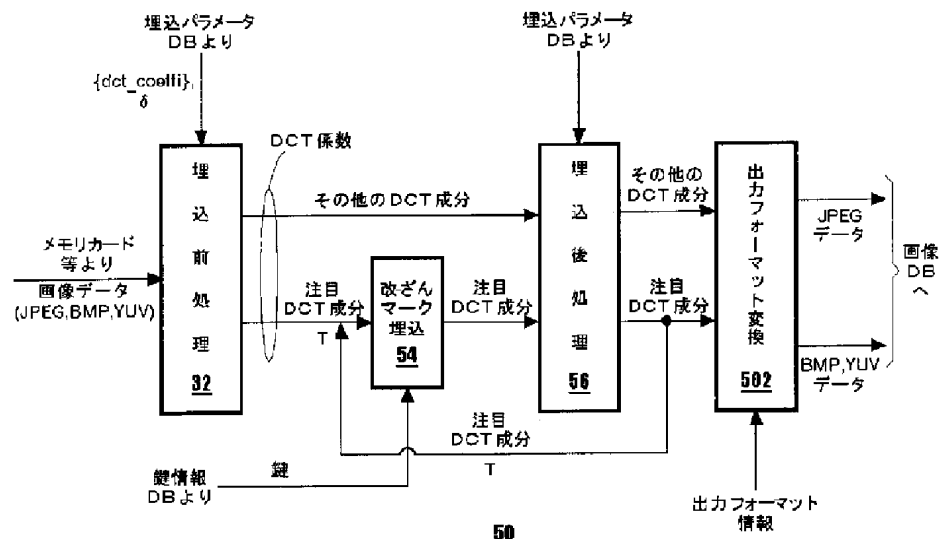 埋込パラメータ
DBより
{dct_coeffi},
δ
埋込パラメータ
DBより
DCT係数
メモリカード
等より
画像データ
(JPEG,BMP,YUV)
埋込前処理
32
その他のDCT成分
注目
DCT成分
T
改ざん
マーク
埋込
54
注目
DCT成分
埋込後処理
56
その他の
DCT成分
注目
DCT成分
出力フォーマット変換
502
JPEG
データ
BMP,YUV
データ
画像
DB
へ
注目
DCT成分
T
鍵情報
DBより
鍵
出力フォーマット
情報
50